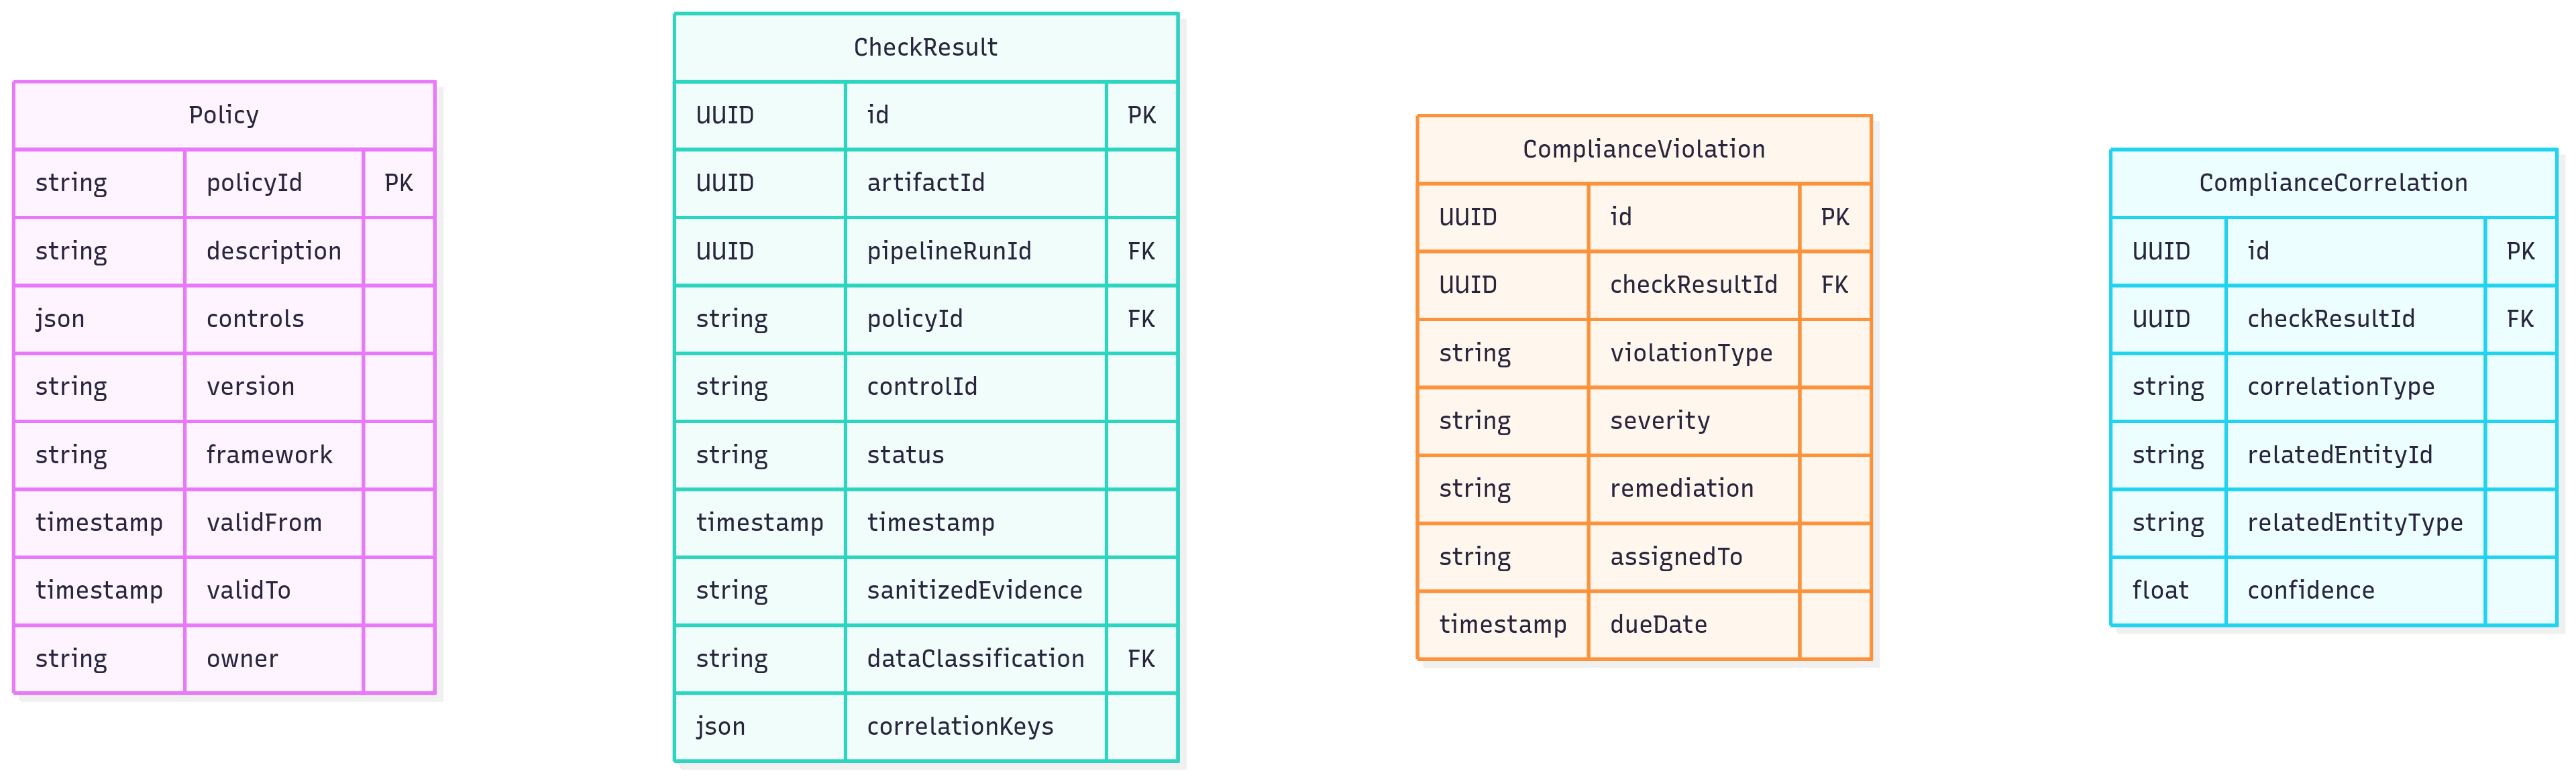 Policy
string policyId PK
string description
json controls
string version
string framework
timestamp validFrom
timestamp validTo
string owner
CheckResult
UUID id PK
UUID artifactId
UUID pipelineRunId FK
string policyId FK
string controlId
string status
timestamp timestamp
string sanitizedEvidence
string dataClassification FK
json correlationKeys
ComplianceViolation
UUID id PK
UUID checkResultId FK
string violationType
string severity
string remediation
string assignedTo
timestamp dueDate
ComplianceCorrelation
UUID id PK
UUID checkResultId FK
string correlationType
string relatedEntityId
string relatedEntityType
float confidence